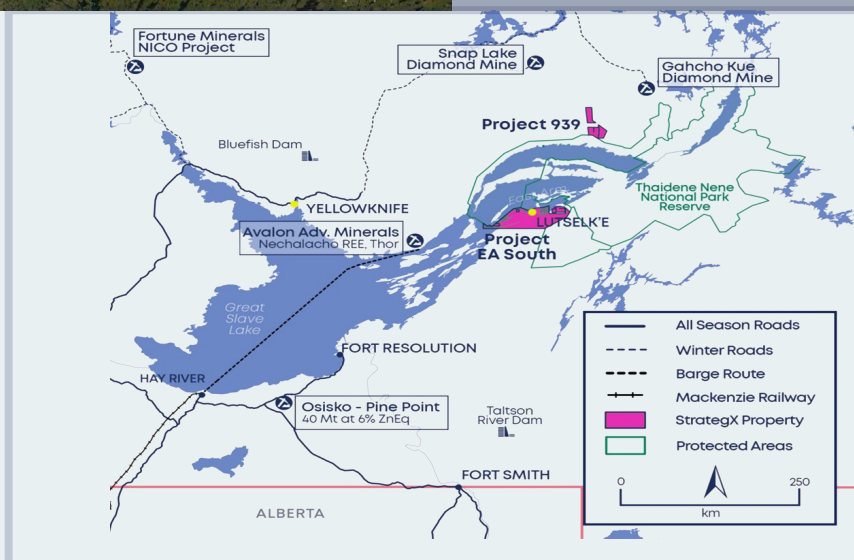 Fortune Minerals
NICO Project
Snap Lake
Diamond Mine
Gahcho Kue
Diamond Mine
Project 939
Bluefish Dam
East Arm
Thaidene Nene
National Park
Reserve
YELLOWKNIFE
LUTSELK'E
Avalon Adv. Minerals
Nechalacho REE, Thor
Project
EA South
Great
Slave
Lake
FORT RESOLUTION
HAY RIVER
Osisko - Pine Point
40 Mt at 6% ZnEq
Taltson
River Dam
FORT SMITH
ALBERTA
All Season Roads
Winter Roads
Barge Route
Mackenzie Railway
StrategX Property
Protected Areas
0 250
km